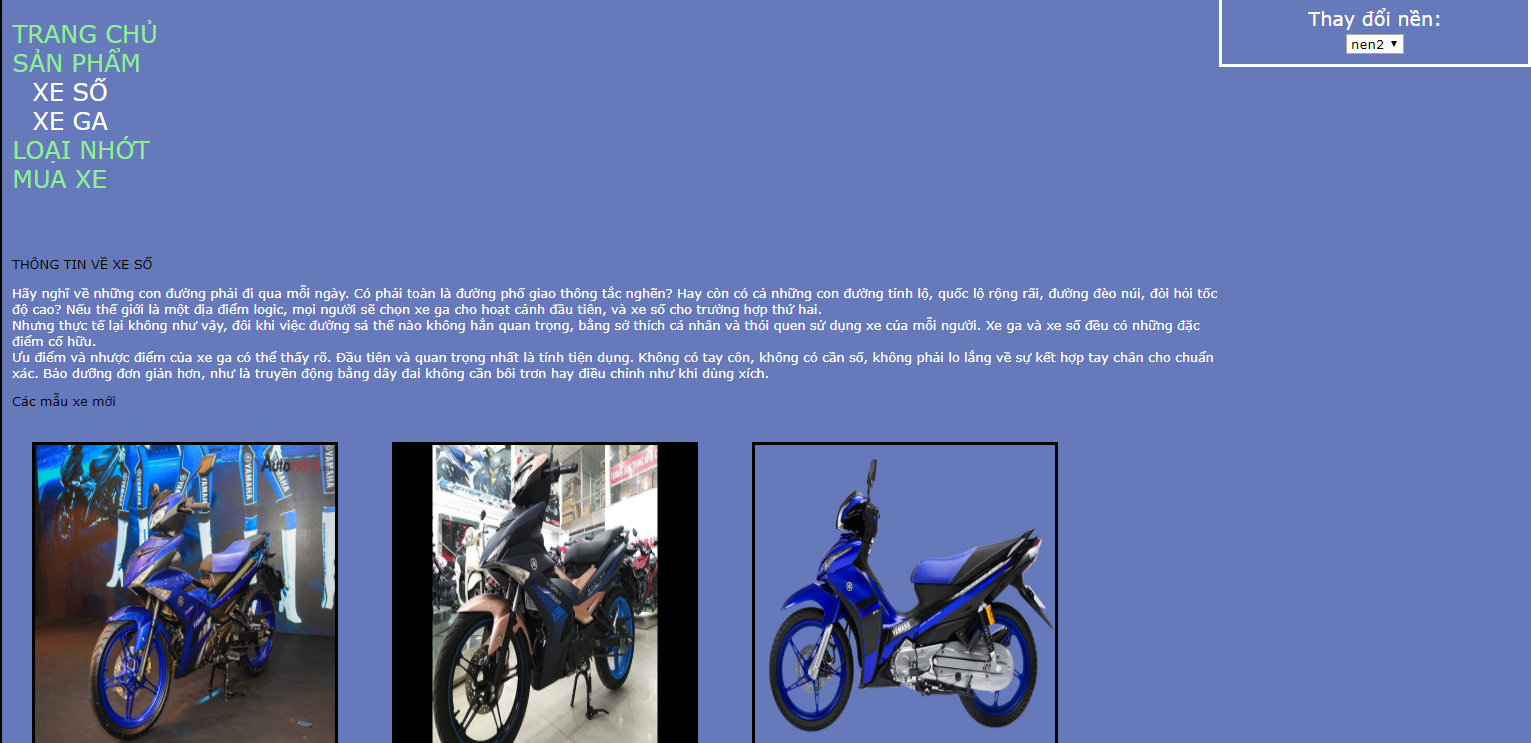 TRANG CHỦ
SẢN PHẨM
XE SỐ
XE GA
LOẠI NHỚT
MUA XE
Thay đổi nền:
nen2
THÔNG TIN VỀ XE SỐ
Hãy nghĩ về những con đường phải đi qua mỗi ngày. Có phải toàn là đường phố giao thông tắc nghẽn? Hay còn có cả những con đường tỉnh lộ, quốc lộ rộng rãi, đường đèo núi, đòi hỏi tốc
độ cao? Nếu thế giới là một địa điểm logic, mọi người sẽ chọn xe ga cho hoạt cảnh đầu tiên, và xe số cho trường hợp thứ hai.
Nhưng thực tế lại không như vậy, đôi khi việc đường sá thế nào không hẳn quan trọng, bằng sở thích cá nhân và thói quen sử dụng xe của mỗi người. Xe ga và xe số đều có những đặc
điểm cố hữu.
Ưu điểm và nhược điểm của xe ga có thể thấy rõ. Đầu tiên và quan trọng nhất là tính tiện dụng. Không có tay côn, không có cần số, không phải lo lắng về sự kết hợp tay chân cho chuẩn
xác. Bảo dưỡng đơn giản hơn, như là truyền động bằng dây đai không cần bôi trơn hay điều chỉnh như khi dùng xích.
Các mẫu xe mới
AutoPRESS
YAMAHA
YAMAHA
YAMAHA
YAMAHA